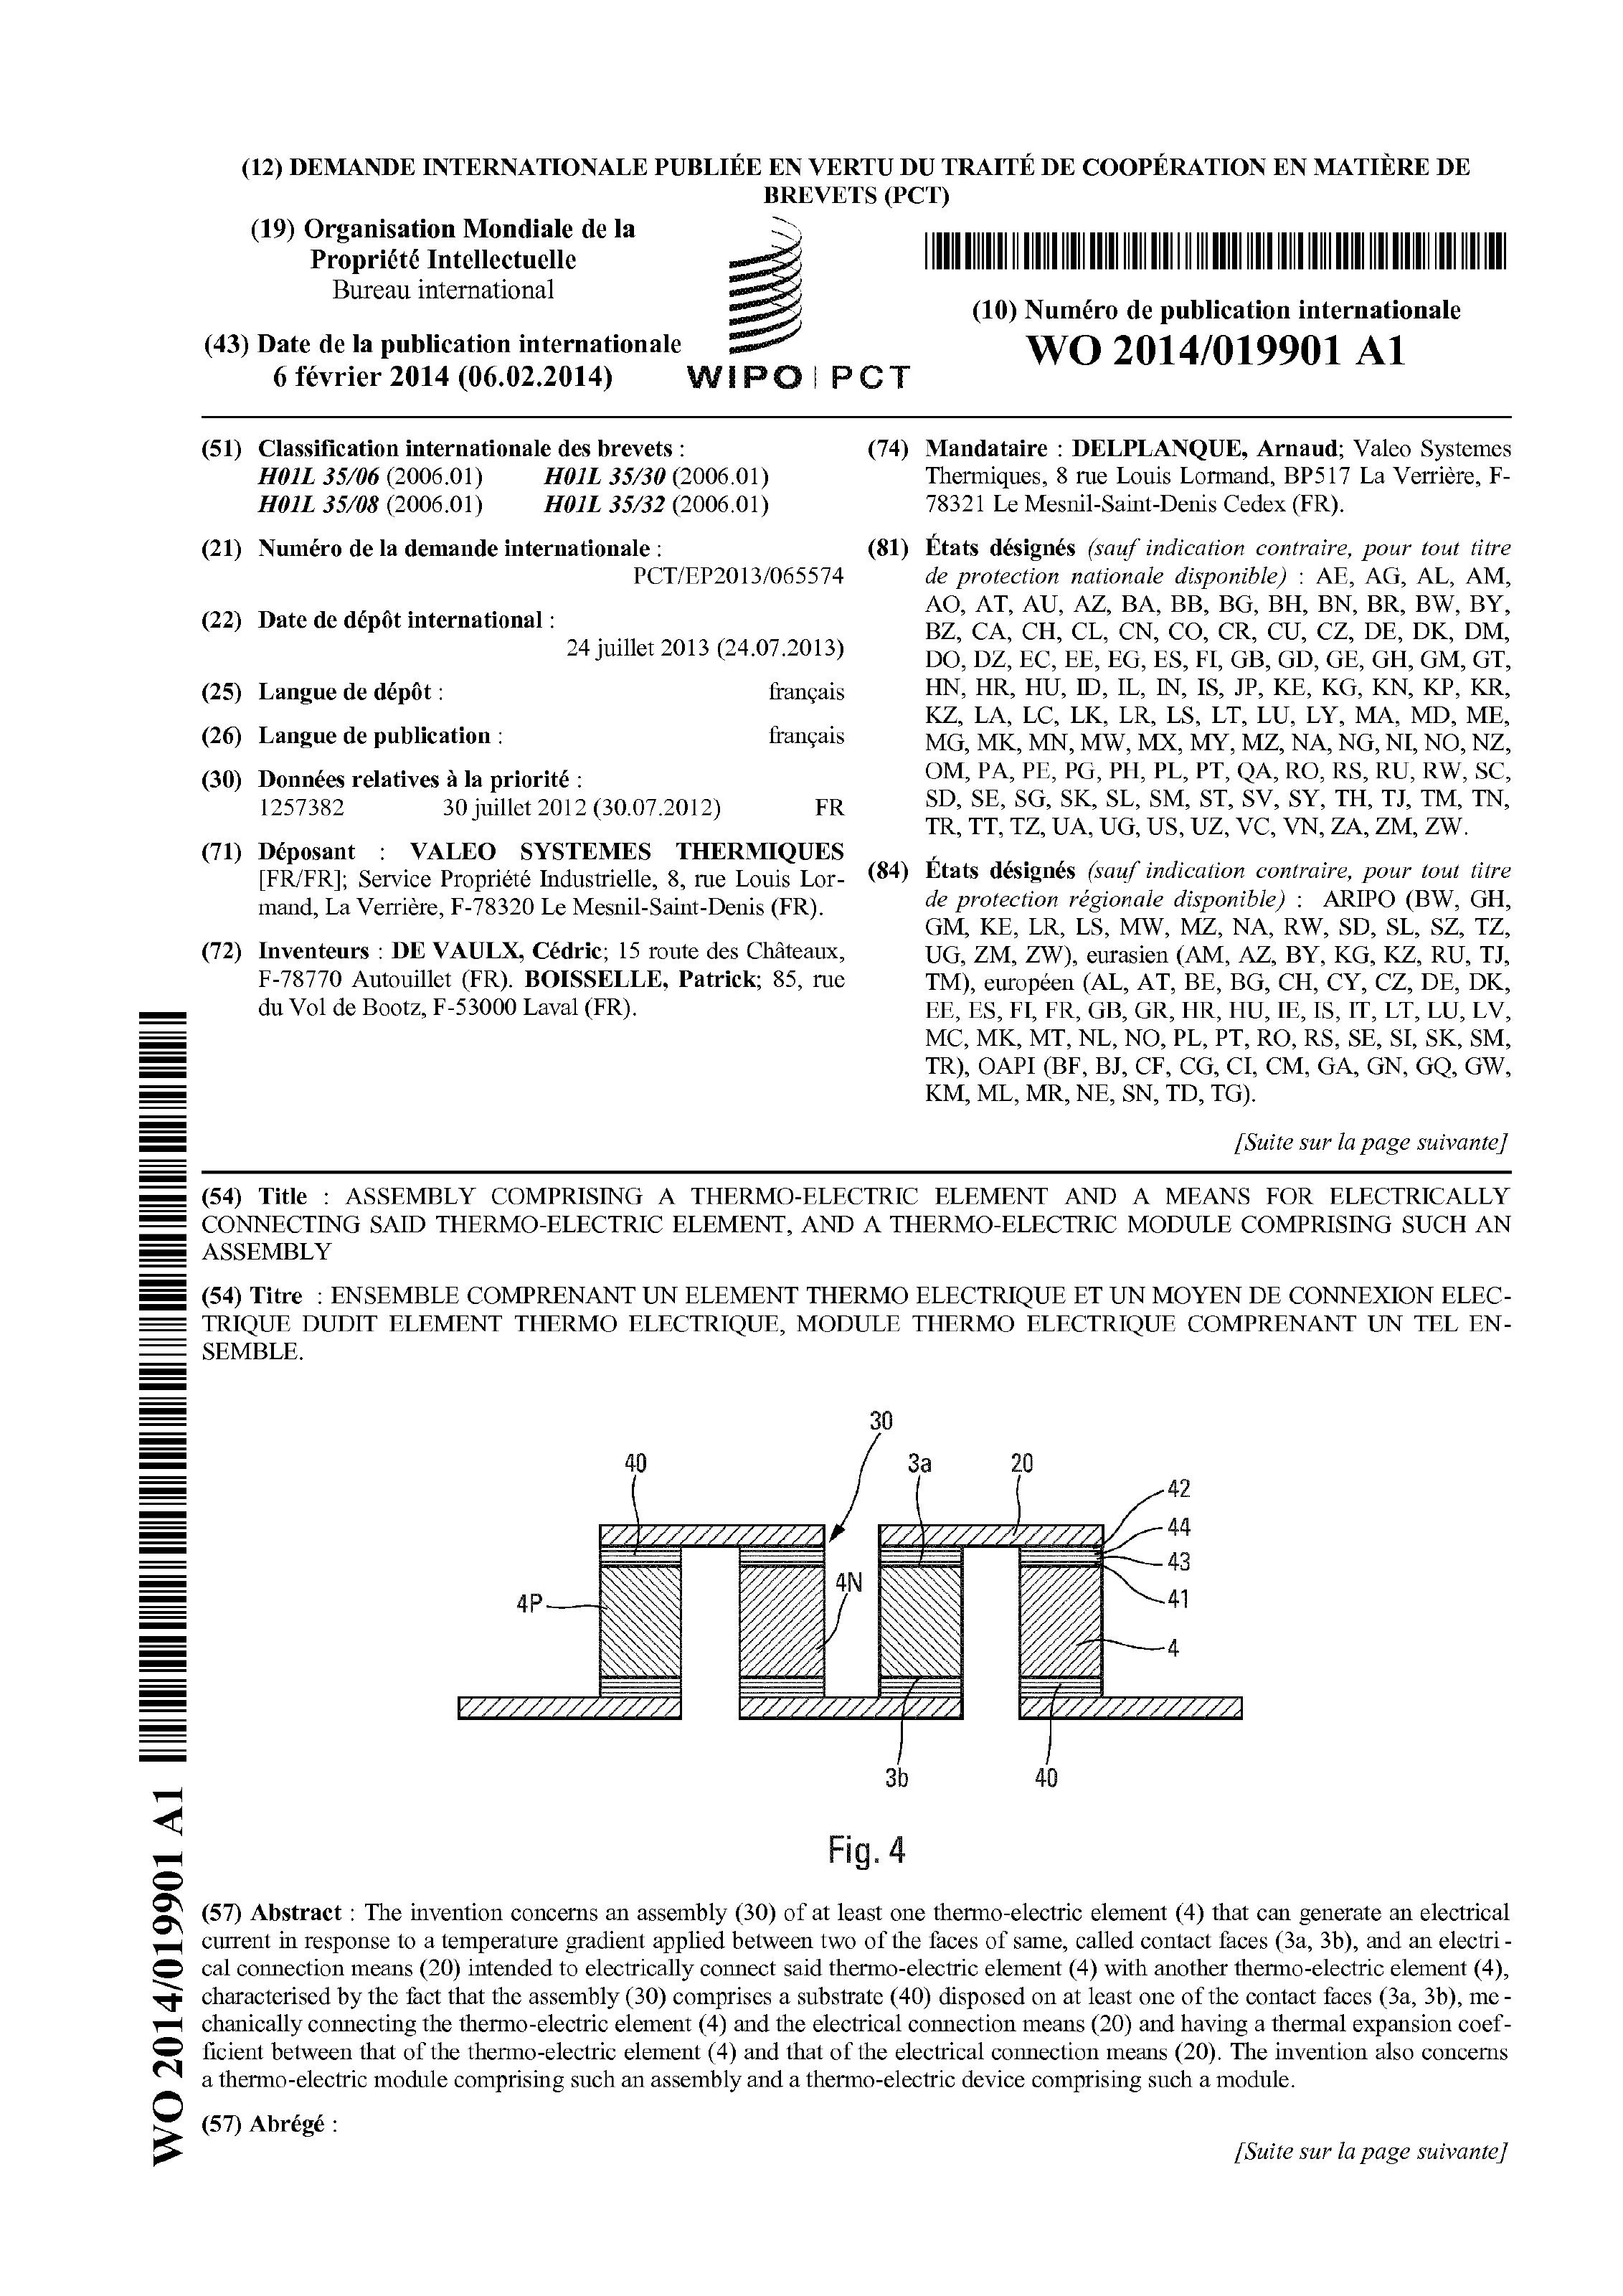 (12) DEMANDE INTERNATIONALE PUBLIÉE EN VERTU DU TRAITÉ DE COOPÉRATION EN MATIÈRE DE
BREVETS (PCT)
(19) Organisation Mondiale de la
Propriété Intellectuelle
Bureau international
(43) Date de la publication internationale
6 février 2014 (06.02.2014)
WIPO | PCT
(10) Numéro de publication internationale
WO 2014/019901 A1
(51) Classification internationale des brevets :
H01L 35/06 (2006.01) H01L 35/30 (2006.01)
H01L 35/08 (2006.01) H01L 35/32 (2006.01)
(21) Numéro de la demande internationale :
PCT/EP2013/065574
(22) Date de dépôt international :
24 juillet 2013 (24.07.2013)
(25) Langue de dépôt : français
(26) Langue de publication : français
(30) Données relatives à la priorité :
1257382 30 juillet 2012 (30.07.2012) FR
(71) Déposant : VALEO SYSTEMES THERMIQUES
[FR/FR]; Service Propriété Industrielle, 8, rue Louis Lor-
mand, La Verrière, F-78320 Le Mesnil-Saint-Denis (FR).
(72) Inventeurs : DE VAULX, Cédric; 15 route des Châteaux,
F-78770 Autouillet (FR). BOISSELLE, Patrick; 85, rue
du Vol de Bootz, F-53000 Laval (FR).
(74) Mandataire : DELPLANQUE, Arnaud; Valeo Systemes
Thermiques, 8 rue Louis Lormand, BP517 La Verrière, F-
78321 Le Mesnil-Saint-Denis Cedex (FR).
(81) États désignés (sauf indication contraire, pour tout titre
de protection nationale disponible) : AE, AG, AL, AM,
AO, AT, AU, AZ, BA, BB, BG, BH, BN, BR, BW, BY,
BZ, CA, CH, CL, CN, CO, CR, CU, CZ, DE, DK, DM,
DO, DZ, EC, EE, EG, ES, FI, GB, GD, GE, GH, GM, GT,
HN, HR, HU, ID, IL, IN, IS, JP, KE, KG, KN, KP, KR,
KZ, LA, LC, LK, LR, LS, LT, LU, LY, MA, MD, ME,
MG, MK, MN, MW, MX, MY, MZ, NA, NG, NI, NO, NZ,
OM, PA, PE, PG, PH, PL, PT, QA, RO, RS, RU, RW, SC,
SD, SE, SG, SK, SL, SM, ST, SV, SY, TH, TJ, TM, TN,
TR, TT, TZ, UA, UG, US, UZ, VC, VN, ZA, ZM, ZW.
(84) États désignés (sauf indication contraire, pour tout titre
de protection régionale disponible) : ARIPO (BW, GH,
GM, KE, LR, LS, MW, MZ, NA, RW, SD, SL, SZ, TZ,
UG, ZM, ZW), eurasien (AM, AZ, BY, KG, KZ, RU, TJ,
TM), européen (AL, AT, BE, BG, CH, CY, CZ, DE, DK,
EE, ES, FI, FR, GB, GR, HR, HU, IE, IS, IT, LT, LU, LV,
MC, MK, MT, NL, NO, PL, PT, RO, RS, SE, SI, SK, SM,
TR), OAPI (BF, BJ, CF, CG, CI, CM, GA, GN, GQ, GW,
KM, ML, MR, NE, SN, TD, TG).
[Suite sur la page suivante]
(54) Title : ASSEMBLY COMPRISING A THERMO-ELECTRIC ELEMENT AND A MEANS FOR ELECTRICALLY
CONNECTING SAID THERMO-ELECTRIC ELEMENT, AND A THERMO-ELECTRIC MODULE COMPRISING SUCH AN
ASSEMBLY
(54) Titre : ENSEMBLE COMPRENANT UN ELEMENT THERMO ELECTRIQUE ET UN MOYEN DE CONNEXION ELEC-
TRIQUE DUDIT ELEMENT THERMO ELECTRIQUE, MODULE THERMO ELECTRIQUE COMPRENANT UN TEL EN-
SEMBLE.
30
40 3a 20
42
44
43
4P 4N
41
4
3b 40
Fig. 4
(57) Abstract : The invention concerns an assembly (30) of at least one thermo-electric element (4) that can generate an electrical
current in response to a temperature gradient applied between two of the faces of same, called contact faces (3a, 3b), and an electri-
cal connection means (20) intended to electrically connect said thermo-electric element (4) with another thermo-electric element (4),
characterised by the fact that the assembly (30) comprises a substrate (40) disposed on at least one of the contact faces (3a, 3b), me-
chanically connecting the thermo-electric element (4) and the electrical connection means (20) and having a thermal expansion coef-
ficient between that of the thermo-electric element (4) and that of the electrical connection means (20). The invention also concerns
a thermo-electric module comprising such an assembly and a thermo-electric device comprising such a module.
(57) Abrégé :
[Suite sur la page suivante]
WO 2014/019901 A1